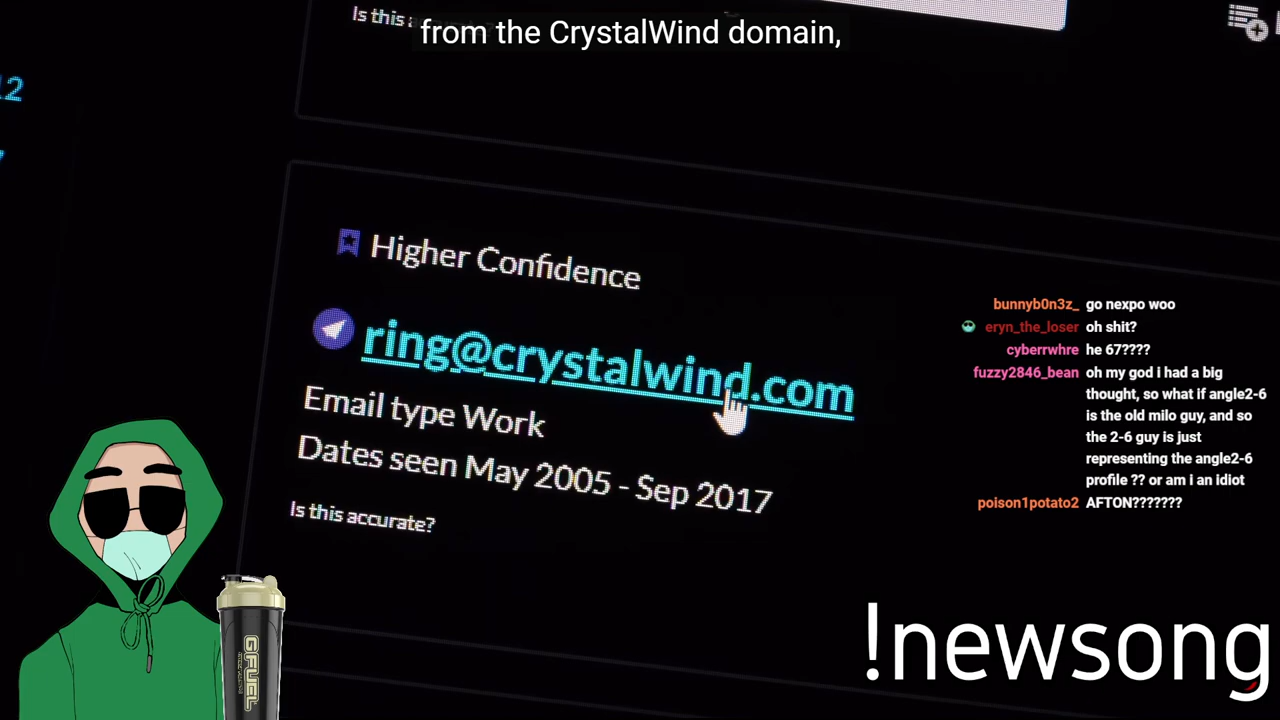 Is this
from the CrystalWind domain,
12
Higher Confidence
ring@crystalwind.com
Email type Work
Dates seen May 2005 - Sep 2017
Is this accurate?
bunnyb0n3z_ go nexpo woo
eryn_the_loser oh shit?
cyberrwhre he 67????
fuzzy2846_bean oh my god i had a big
thought, so what if angle2-6
is the old milo guy, and so
the 2-6 guy is just
representing the angle2-6
profile ?? or am i an idiot
poison1potato2 AFTON???????
!newsong
GFUEL